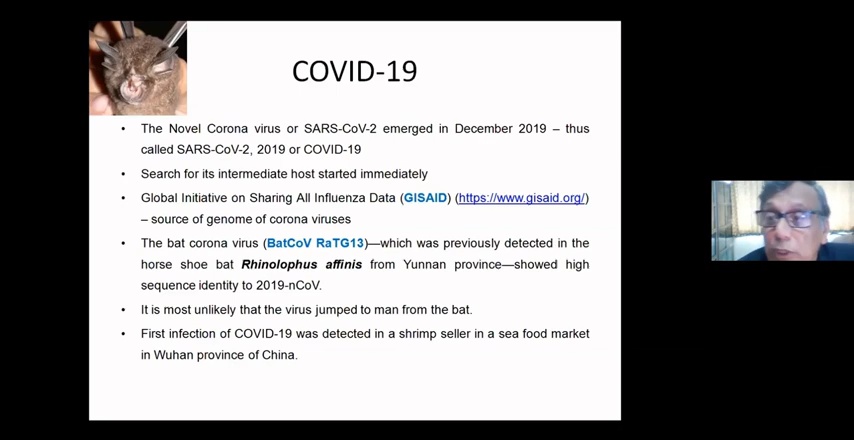 COVID-19
• The Novel Corona virus or SARS-CoV-2 emerged in December 2019 – thus
called SARS-CoV-2, 2019 or COVID-19
• Search for its intermediate host started immediately
• Global Initiative on Sharing All Influenza Data (GISAID) (https://www.gisaid.org/)
– source of genome of corona viruses
• The bat corona virus (BatCoV RaTG13)—which was previously detected in the
horse shoe bat Rhinolophus affinis from Yunnan province—showed high
sequence identity to 2019-nCoV.
• It is most unlikely that the virus jumped to man from the bat.
• First infection of COVID-19 was detected in a shrimp seller in a sea food market
in Wuhan province of China.